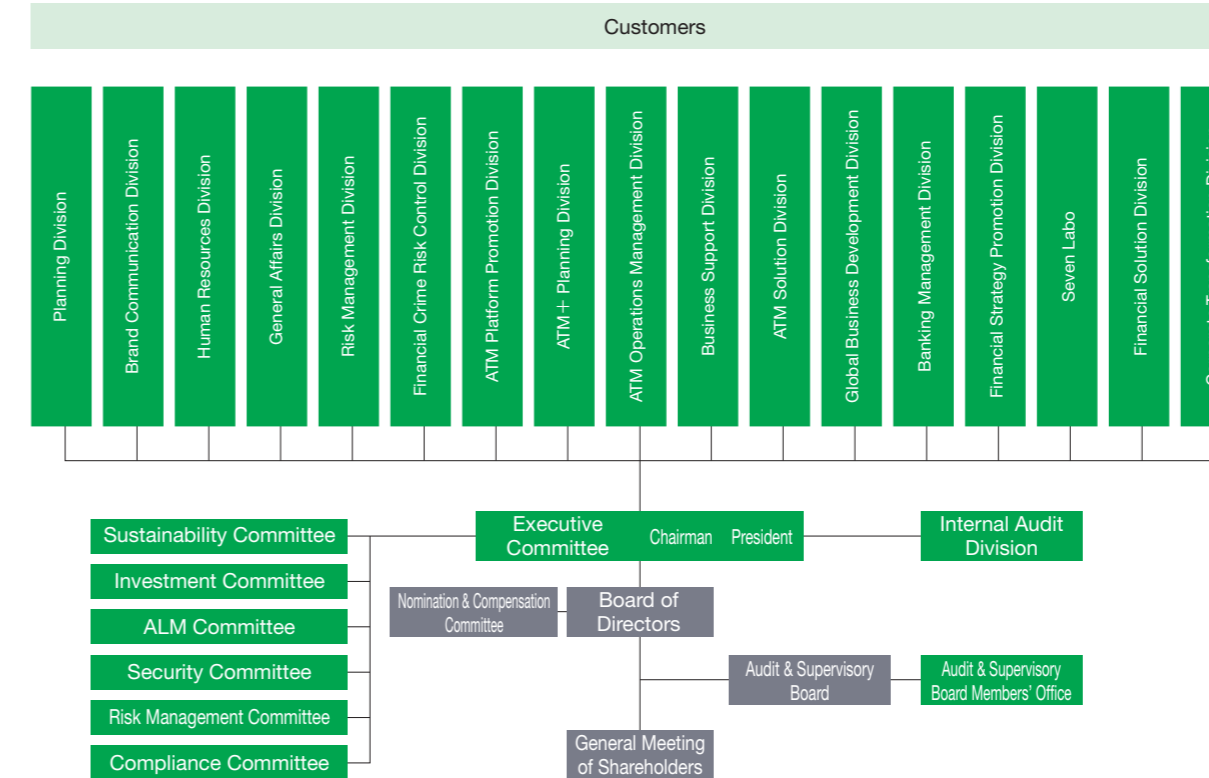 Customers
Planning Division
Brand Communication Division
Human Resources Division
General Affairs Division
Risk Management Division
Financial Crime Risk Control Division
ATM Platform Promotion Division
ATM+ Planning Division
ATM Operations Management Division
Business Support Division
ATM Solution Division
Global Business Development Division
Banking Management Division
Financial Strategy Promotion Division
Seven Labo
Financial Solution Division
Executive
Committee
Chairman President
Internal Audit
Division
Sustainability Committee
Investment Committee
ALM Committee
Security Committee
Risk Management Committee
Compliance Committee
Nomination & Compensation
Committee
Board of
Directors
Audit & Supervisory
Board
Audit & Supervisory
Board Members’ Office
General Meeting
of Shareholders